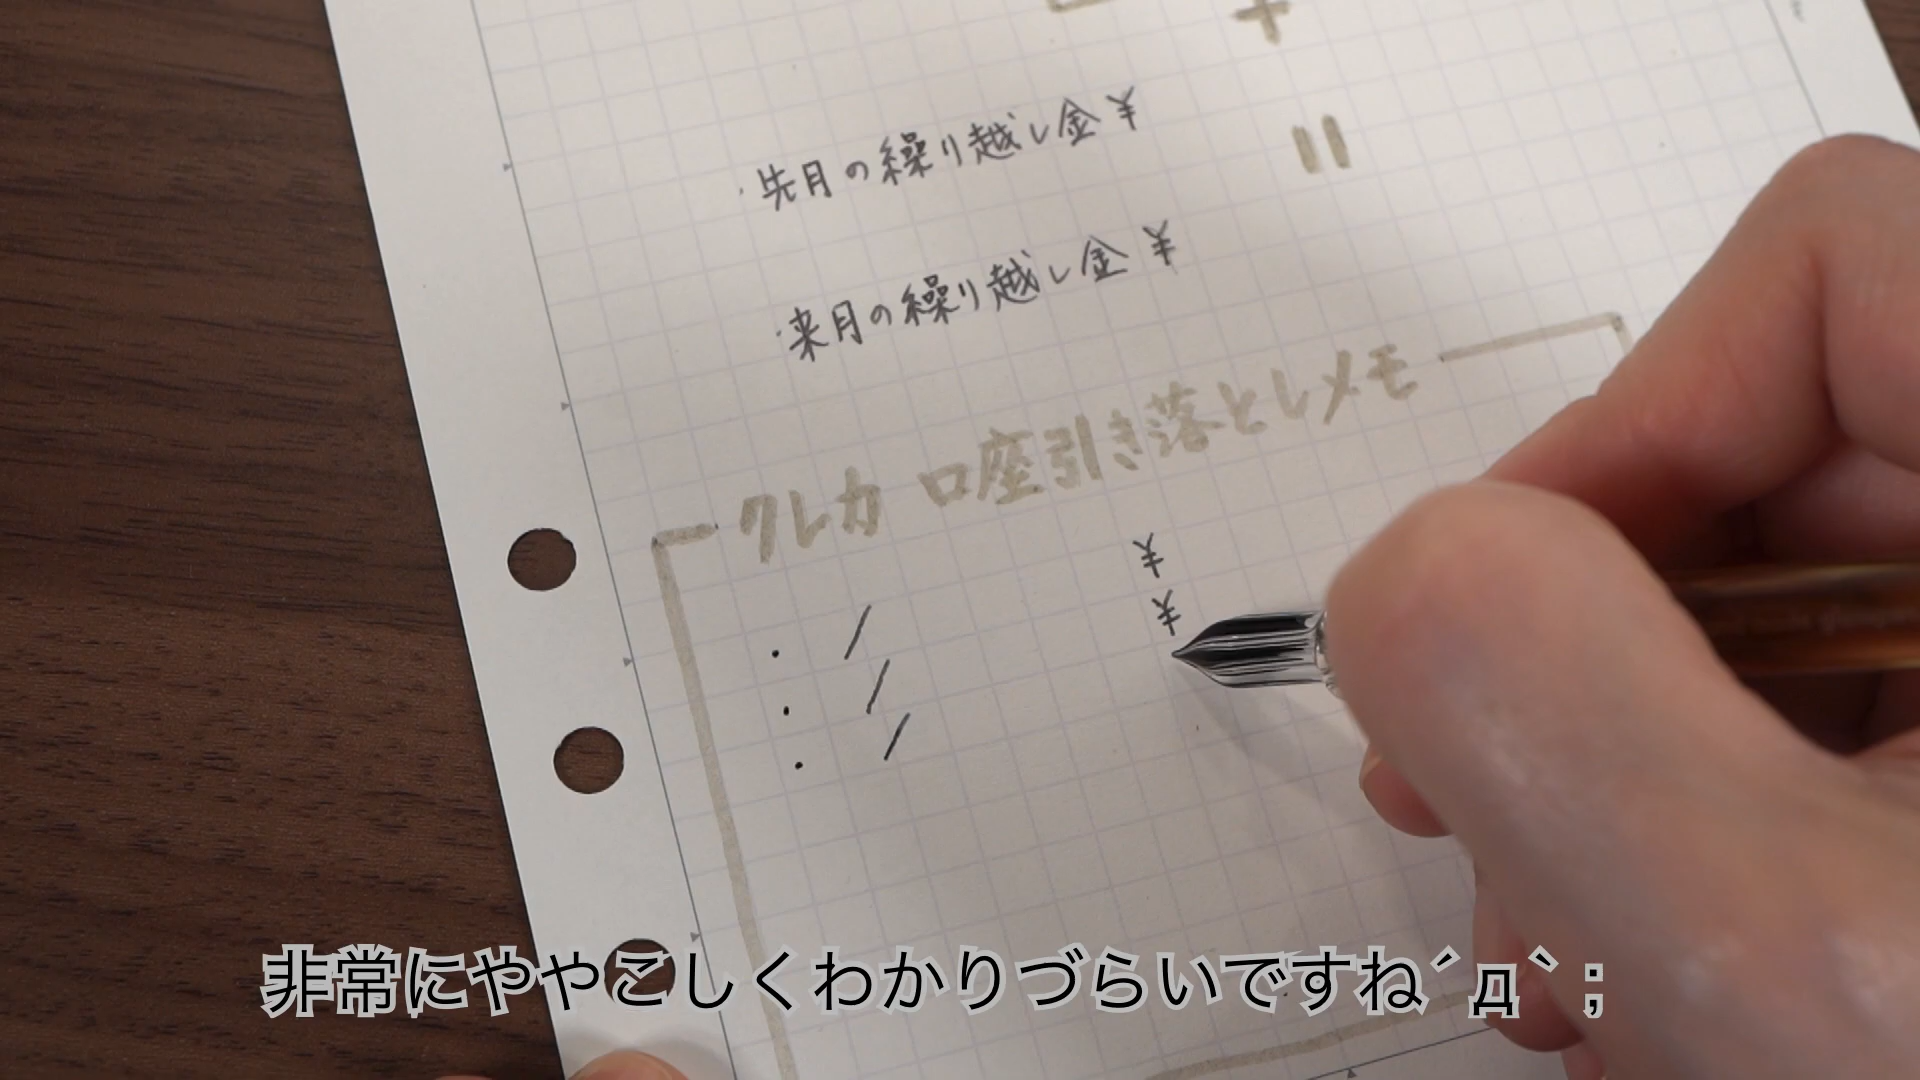 +
・先月の繰り越し金 ¥
=
・来月の繰り越し金 ¥
クレカ 口座引き落としメモ
¥
・ /
¥
・ /
・ /
非常にややこしくわかりづらいですね´д`；